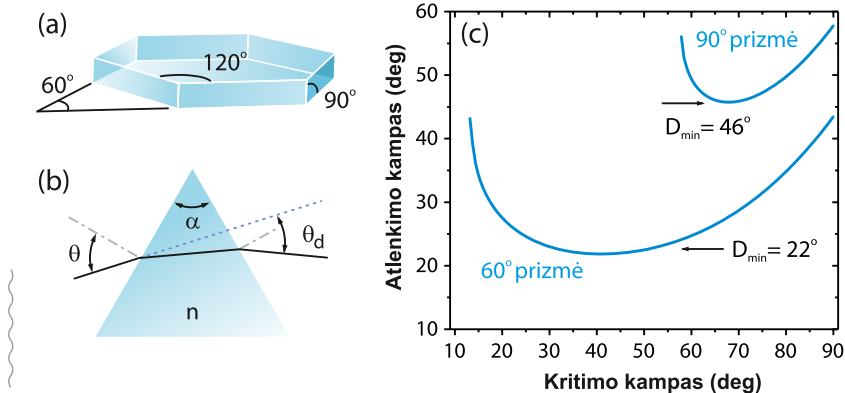 (a)
120°
60°
90°
(b)
α
θ
θd
n
(c)
90° prizmė
Dmin= 46°
Dmin= 22°
60° prizmė
Atlenkimo kampas (deg)
60
50
40
30
20
10
10 20 30 40 50 60 70 80 90
Kritimo kampas (deg)